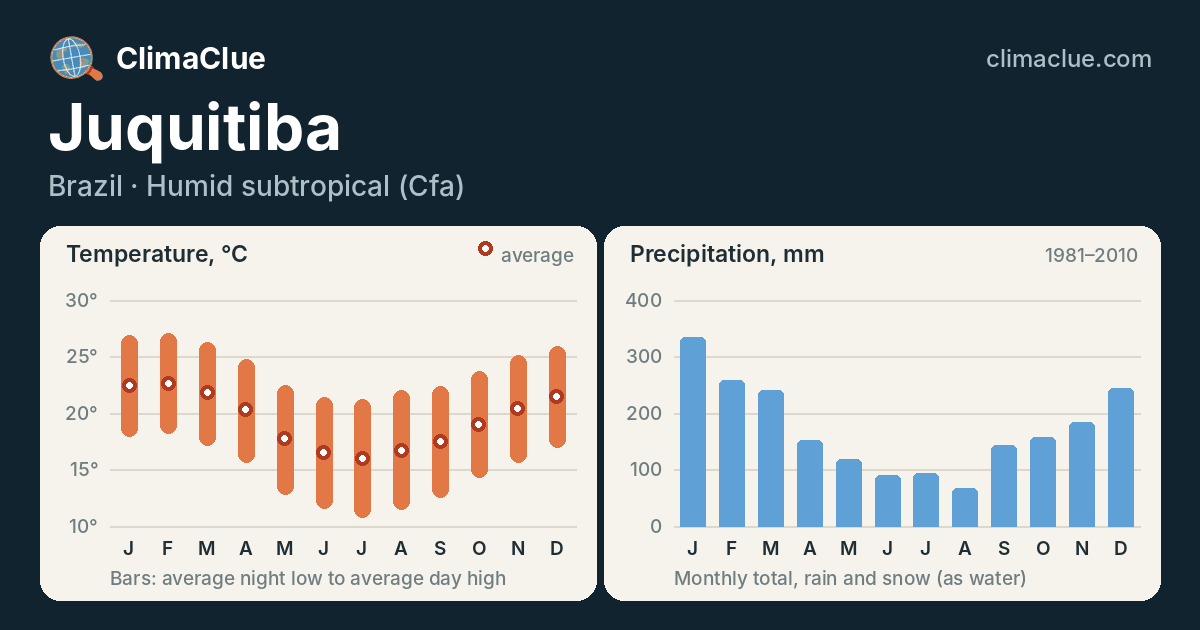 ClimaClue
climaclue.com
Juquitiba
Brazil · Humid subtropical (Cfa)
Temperature, °C
average
30°
25°
20°
15°
10°
J F M A M J J A S O N D
Bars: average night low to average day high
Precipitation, mm
1981–2010
400
300
200
100
0
J F M A M J J A S O N D
Monthly total, rain and snow (as water)